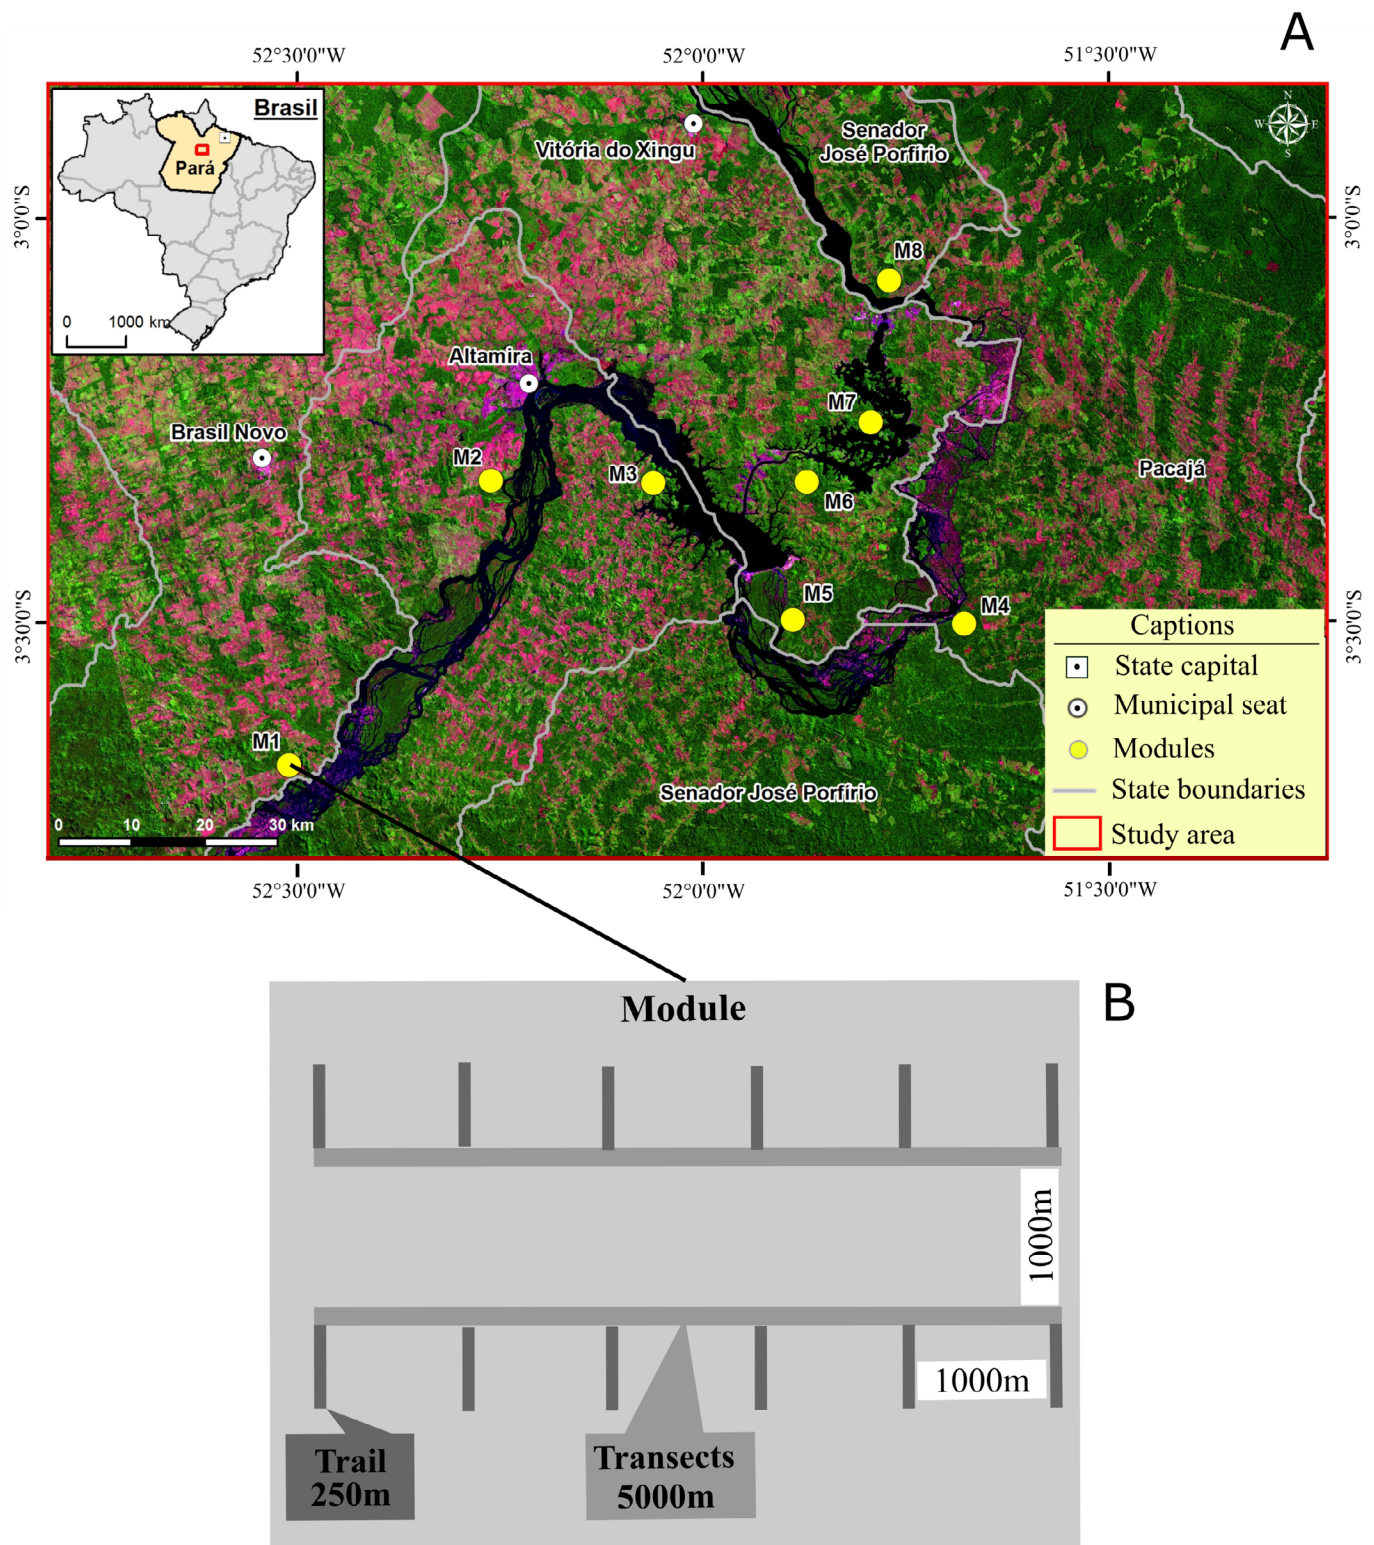 A
52°30'0"W
52°0'0"W
51°30'0"W
Brasil
Pará
0 1000 km
Vitória do Xingu
Senador
José Porfírio
N
W E
S
3°0'0"S
3°0'0"S
M8
Altamira
M7
Brasil Novo
M2
M3
M6
Pacajá
M5
M4
3°30'0"S
3°30'0"S
M1
Senador José Porfírio
0 10 20 30 km
Captions
State capital
Municipal seat
Modules
State boundaries
Study area
52°30'0"W
52°0'0"W
51°30'0"W
B
Module
1000m
1000m
Trail
250m
Transects
5000m